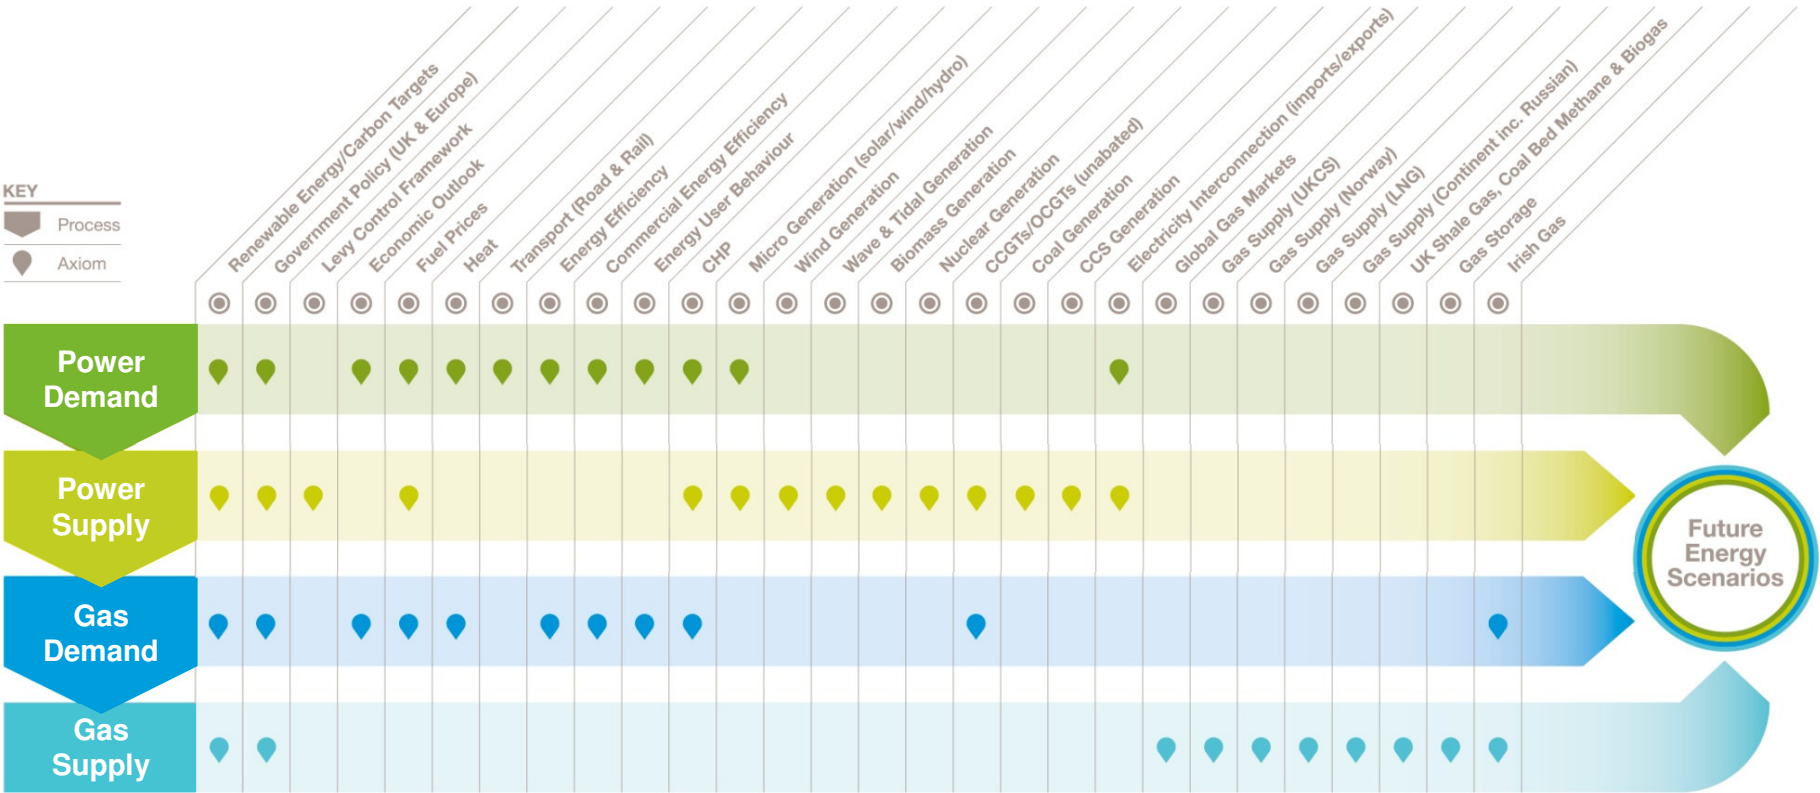 KEY
Process
Axiom
Renewable Energy/Carbon Targets
Government Policy (UK & Europe)
Levy Control Framework
Economic Outlook
Fuel Prices
Heat
Transport (Road & Rail)
Energy Efficiency
Commercial Energy Efficiency
Energy User Behaviour
CHP
Micro Generation (solar/wind/hydro)
Wind Generation
Wave & Tidal Generation
Biomass Generation
Nuclear Generation
CCGTs/OCGTs (unabated)
Coal Generation
CCS Generation
Electricity Interconnection (imports/exports)
Global Gas Markets
Gas Supply (UKCS)
Gas Supply (Norway)
Gas Supply (LNG)
Gas Supply (Continent inc. Russian)
UK Shale Gas, Coal Bed Methane & Biogas
Gas Storage
Irish Gas
Power
Demand
Power
Supply
Gas
Demand
Gas
Supply
Future
Energy
Scenarios